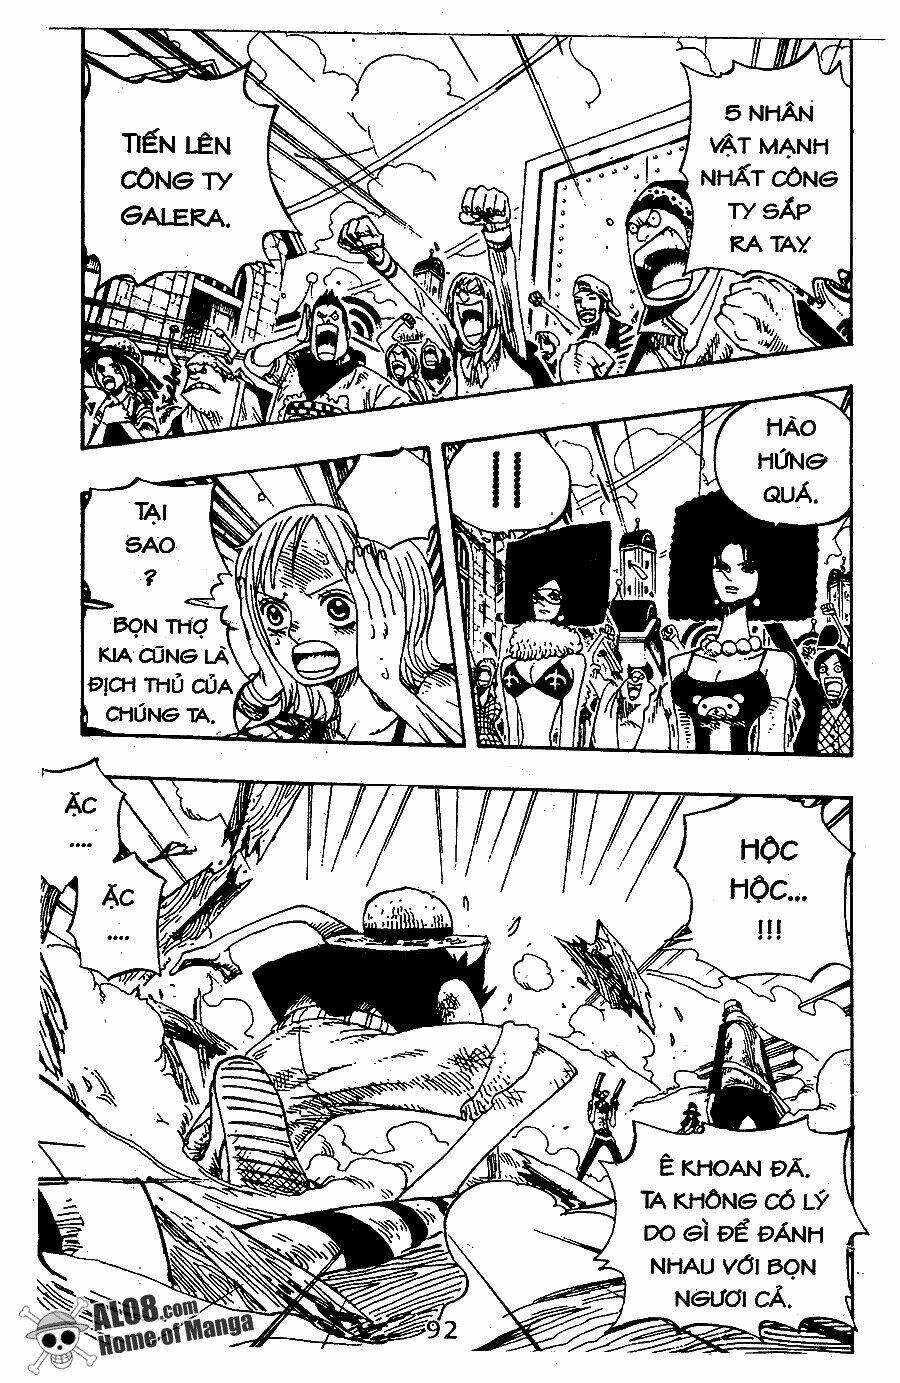 5 NHÂN
VẬT MẠNH
NHẤT CÔNG
TY SẮP
RA TAY.
TIẾN LÊN
CÔNG TY
GALERA.
HÀO
HỨNG
QUÁ.
!!
TẠI
SAO
?
BỌN THỢ
KIA CŨNG LÀ
ĐỊCH THỦ CỦA
CHÚNG TA.
HỘC
HỘC...
!!!
ẶC
....
ẶC
....
Ê KHOAN ĐÃ.
TA KHÔNG CÓ LÝ
DO GÌ ĐỂ ĐÁNH
NHAU VỚI BỌN
NGƯƠI CẢ.
92
ALO8.com
Home of Manga